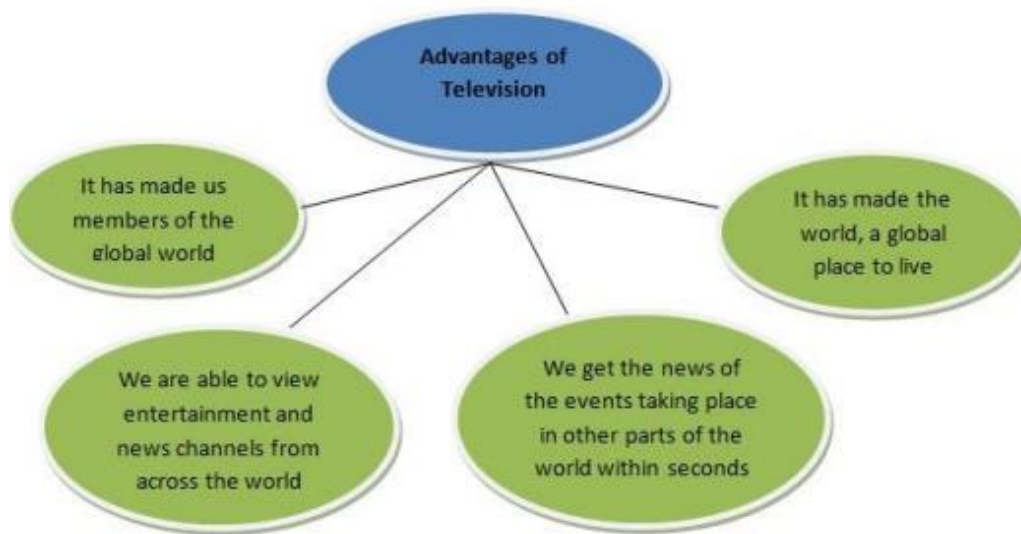 Advantages of
Television
It has made us
members of the
global world
It has made the
world, a global
place to live
We are able to view
entertainment and
news channels from
across the world
We get the news of
the events taking place
in other parts of the
world within seconds